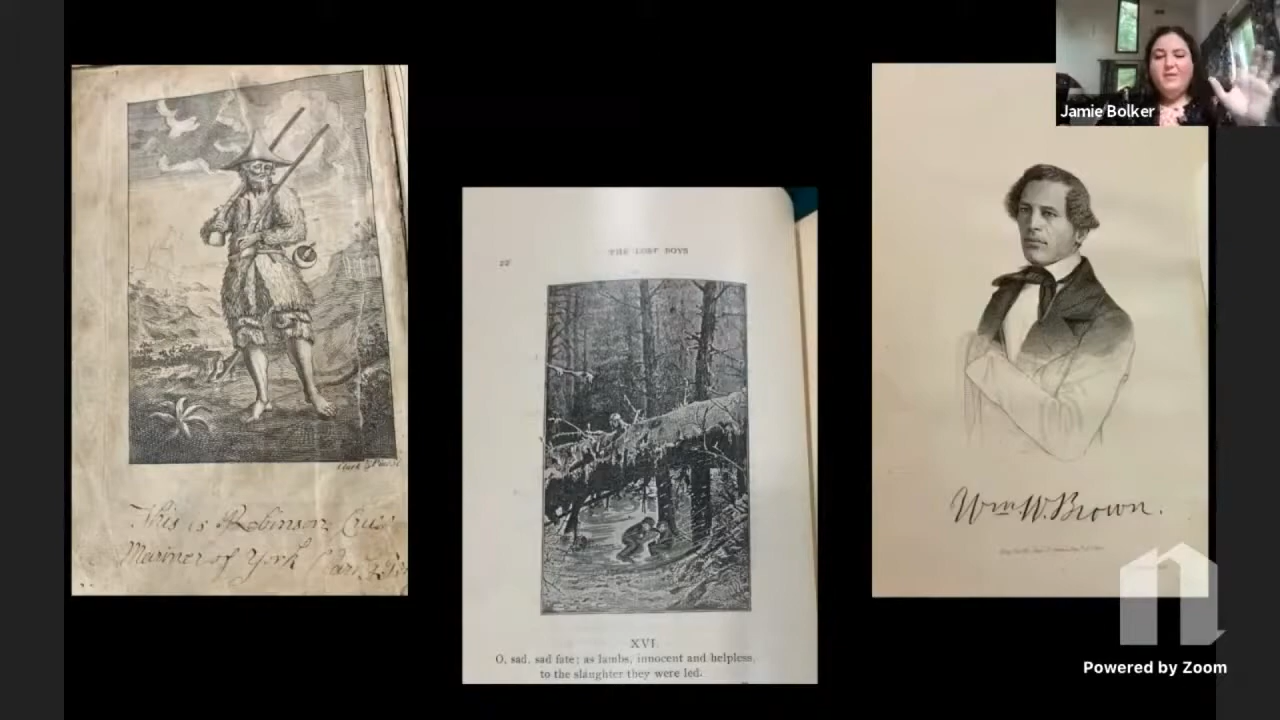 Jamie Bolker
This is Robinson
Mariner of York
22
THE LOST BOYS
XVI.
O, sad, sad fate; as lambs, innocent and helpless,
to the slaughter they were led.
Wm. W. Brown.
Powered by Zoom